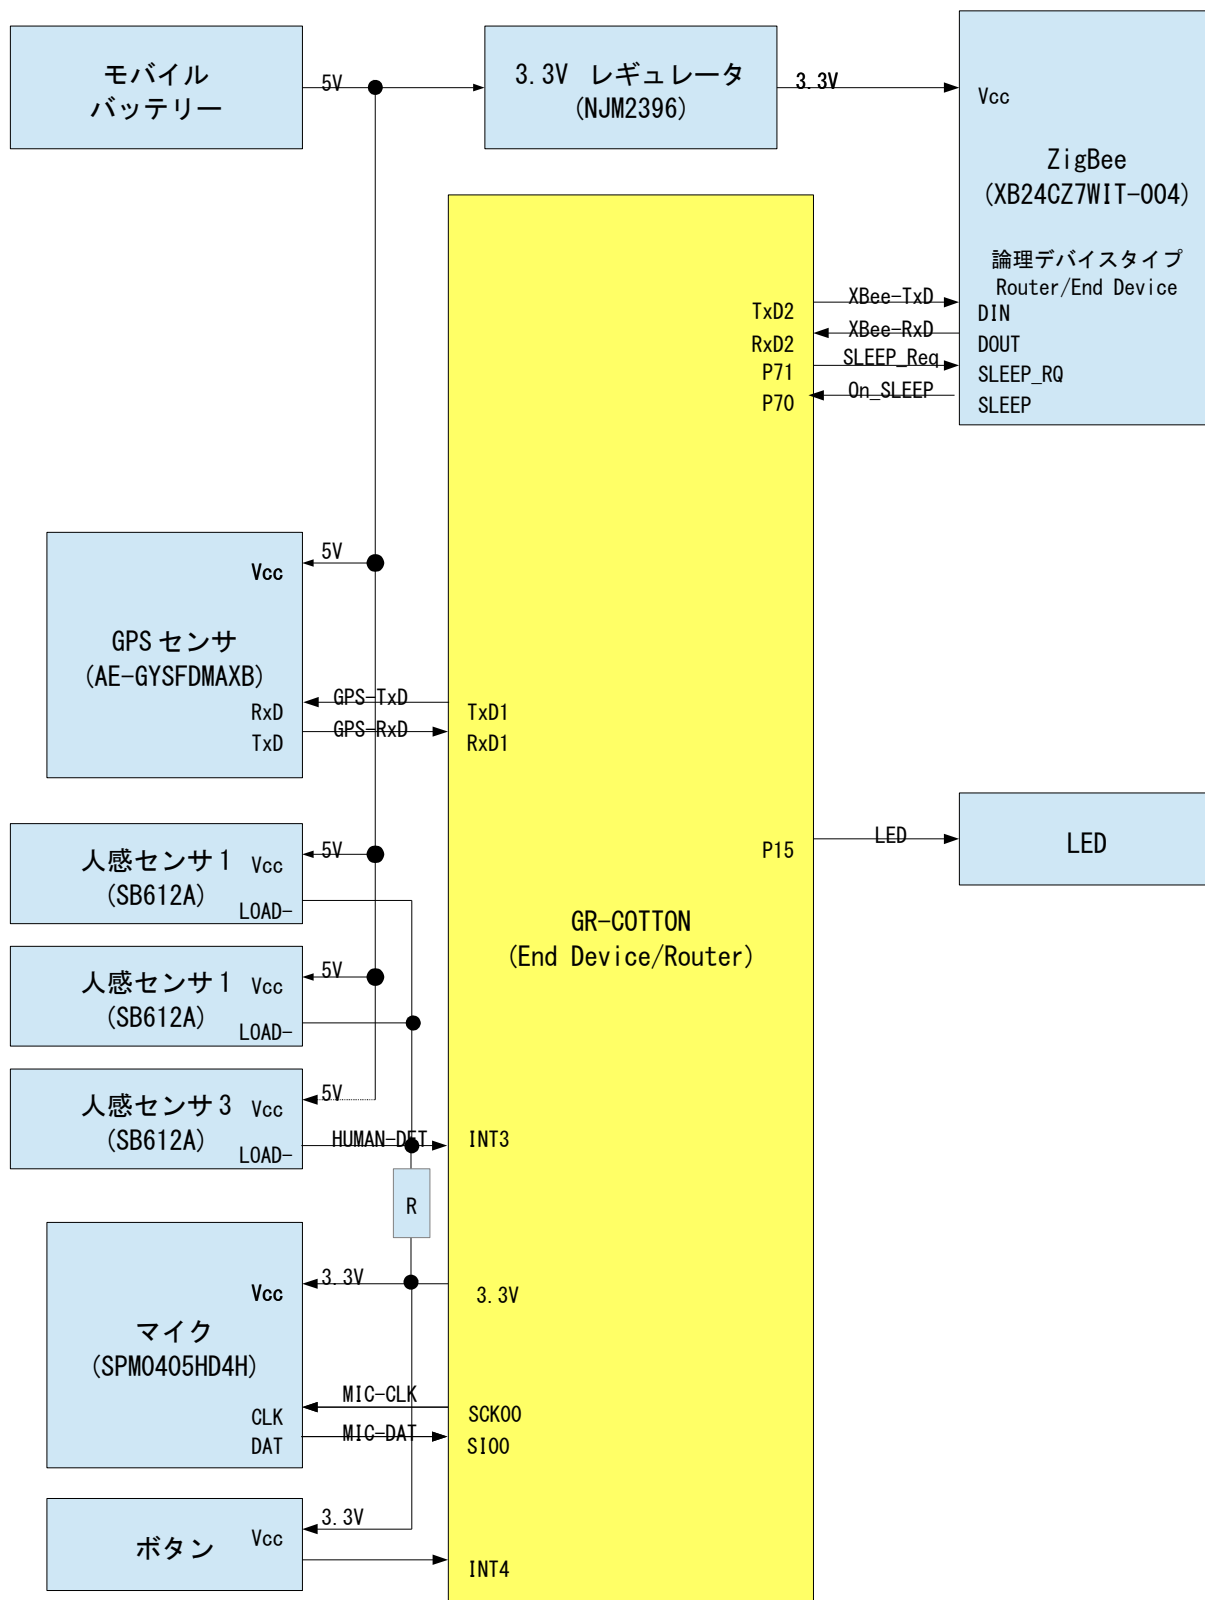 モバイル
バッテリー
5V
3.3V レギュレータ
(NJM2396)
3.3V
Vcc
ZigBee
(XB24CZ7WIT-004)
論理デバイスタイプ
Router/End Device
DIN
DOUT
SLEEP_RQ
SLEEP
XBee-TxD
XBee-RxD
SLEEP_Req
On_SLEEP
TxD2
RxD2
P71
P70
5V
Vcc
GPS センサ
(AE-GYSFDMAXB)
RxD
TxD
GPS-TxD
GPS-RxD
TxD1
RxD1
P15
LED
LED
GR-COTTON
(End Device/Router)
人感センサ1
(SB612A)
Vcc
LOAD-
5V
人感センサ1
(SB612A)
Vcc
LOAD-
5V
人感センサ3
(SB612A)
Vcc
LOAD-
5V
HUMAN-DET
INT3
R
3.3V
3.3V
Vcc
マイク
(SPM0405HD4H)
CLK
DAT
MIC-CLK
MIC-DAT
SCK00
SI00
3.3V
Vcc
ボタン
INT4